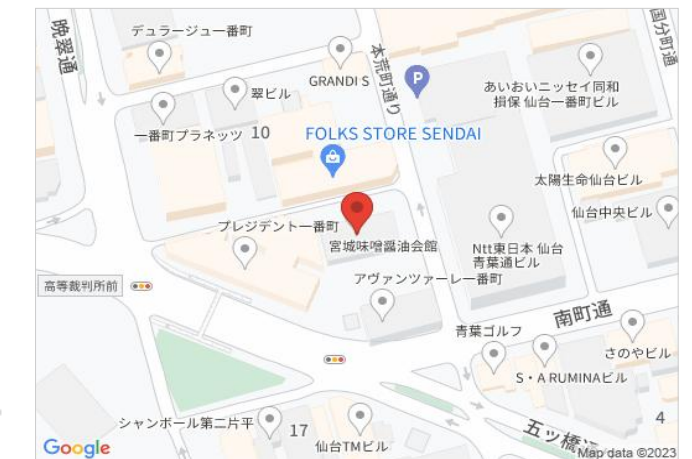 晩翠通
デュラージュ一番町
GRANDI S
本荒町通り
P
国分町通
翠ビル
あいおいニッセイ同和
損保 仙台一番町ビル
一番町プラネッツ
10
FOLKS STORE SENDAI
太陽生命仙台ビル
プレジデント一番町
宮城味噌醤油会館
仙台中央ビル
Ntt東日本 仙台
青葉通ビル
アヴァンツァーレ一番町
高等裁判所前
南町通
青葉ゴルフ
さのやビル
S・A RUMINAビル
シャンボール第二片平
17
仙台TMビル
五ツ橋通
4
Google
Map data ©2023